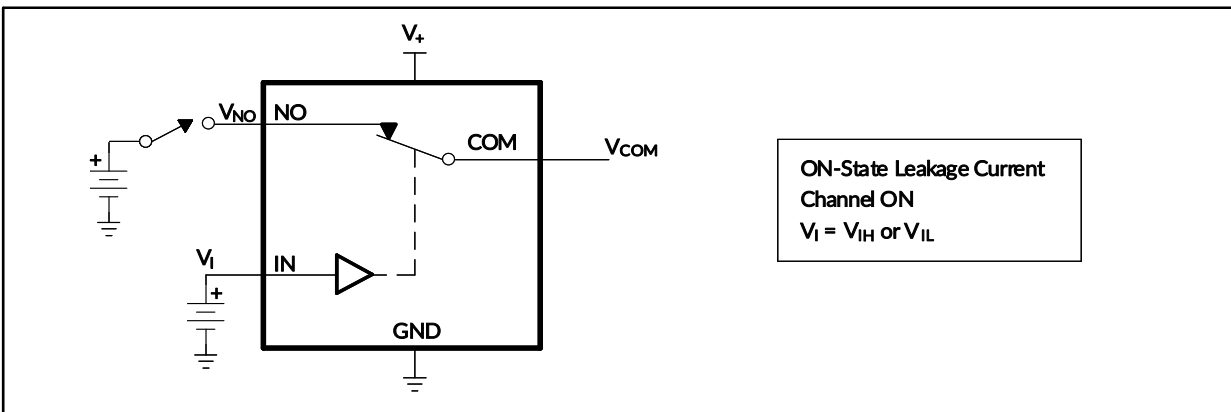 V+
VNO NO
COM
VCOM
+
VI IN
+
GND
ON-State Leakage Current
Channel ON
VI = VIH or VIL